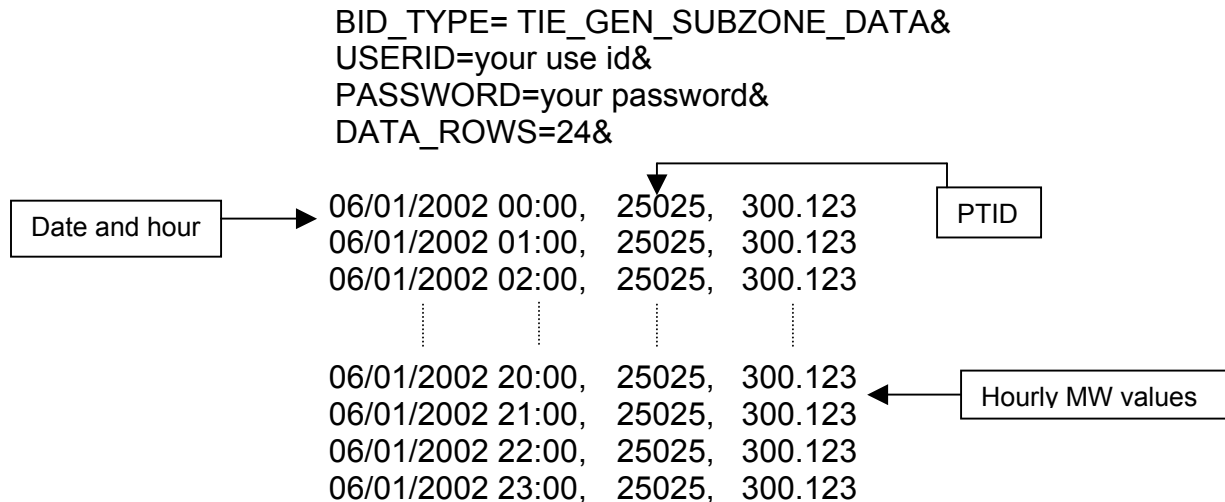 BID_TYPE= TIE_GEN_SUBZONE_DATA&
USERID=your use id&
PASSWORD=your password&
DATA_ROWS=24&
Date and hour
06/01/2002 00:00, 25025, 300.123
PTID
06/01/2002 01:00, 25025, 300.123
06/01/2002 02:00, 25025, 300.123
06/01/2002 20:00, 25025, 300.123
Hourly MW values
06/01/2002 21:00, 25025, 300.123
06/01/2002 22:00, 25025, 300.123
06/01/2002 23:00, 25025, 300.123